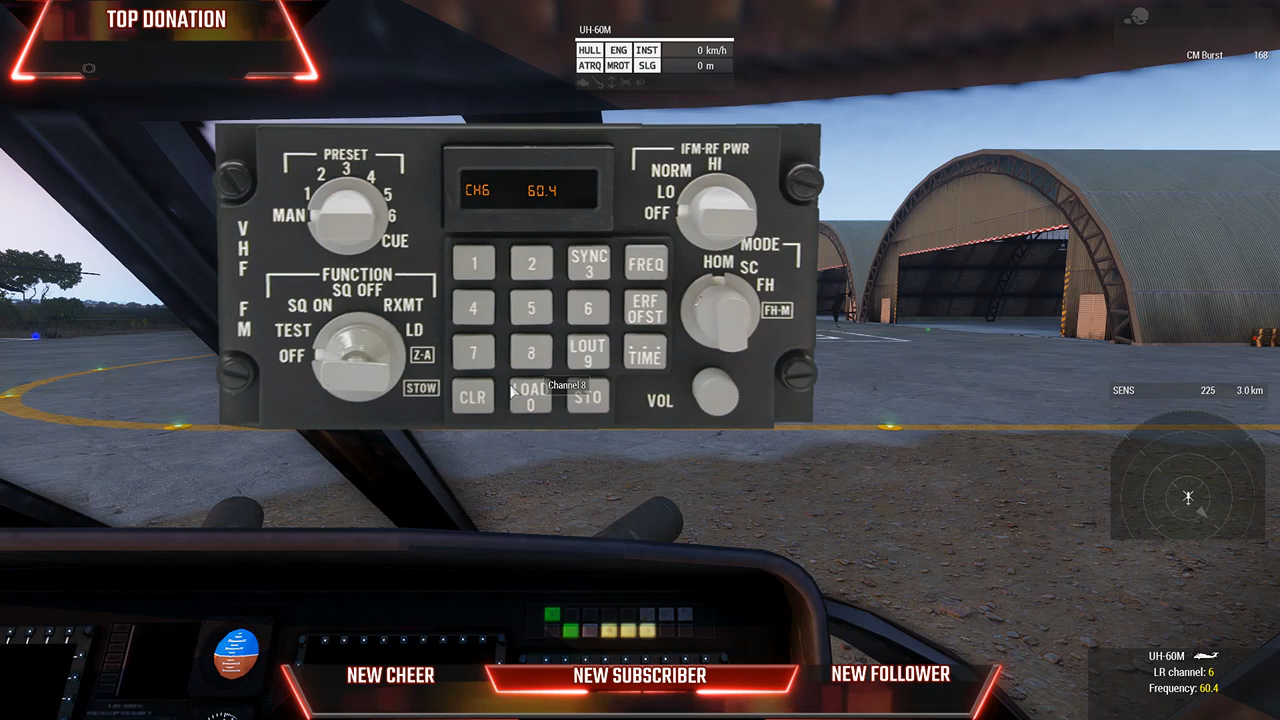 TOP DONATION
UH-60M
HULL ENG INST 0 km/h
ATRQ MROT SLG 0 m
CM Burst 168
PRESET
MAN 1 2 3 4 5 6 CUE
VHF FM
CH6 60.4
IFM-RF PWR
OFF LO NORM HI
FUNCTION
OFF TEST SQ ON SQ OFF RXMT LD Z-A STOW
MODE
HOM SC FH FH-M
1 2 SYNC 3 FREQ
4 5 6 ERF OFST
7 8 LOUT 9 TIME
CLR LOAD 0 STO
Channel 8
VOL
SENS 225 3.0 km
UH-60M
LR channel: 6
Frequency: 60.4
NEW CHEER
NEW SUBSCRIBER
NEW FOLLOWER